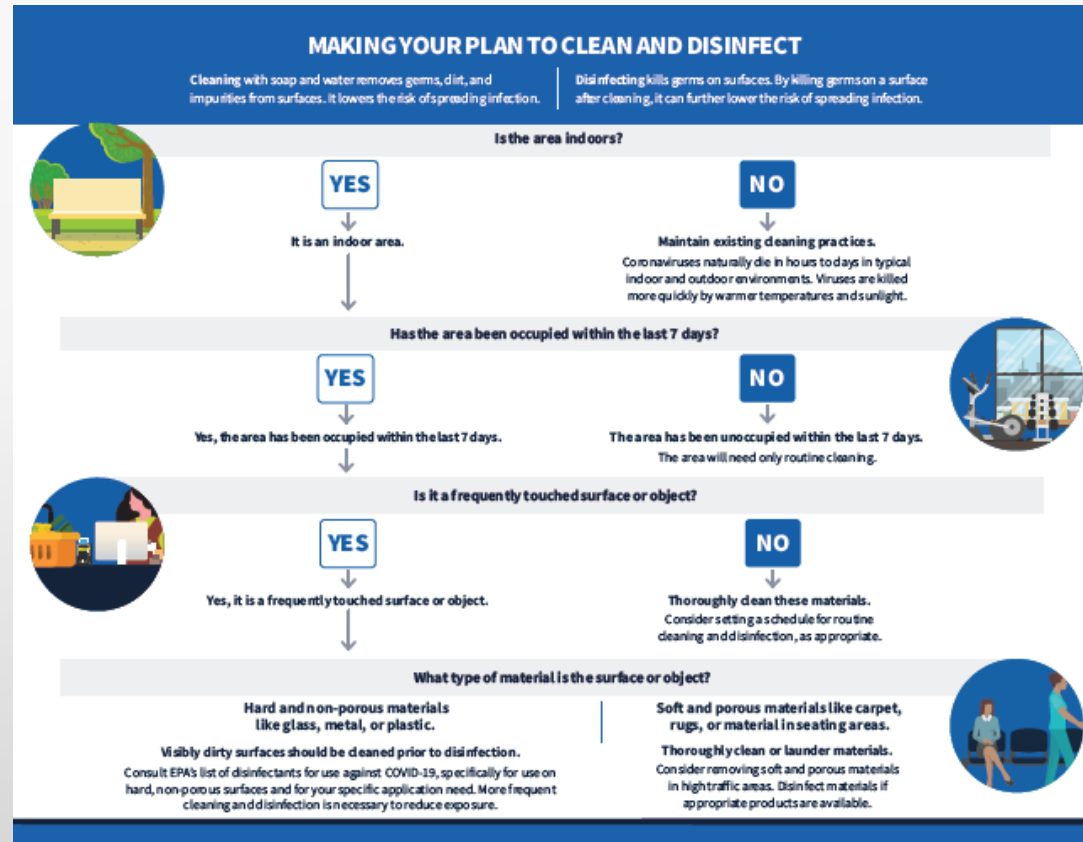 MAKING YOUR PLAN TO CLEAN AND DISINFECT
Cleaning with soap and water removes germs, dirt, and
impurities from surfaces. It lowers the risk of spreading infection.
Disinfecting kills germs on surfaces. By killing germs on a surface
after cleaning, it can further lower the risk of spreading infection.
Is the area indoors?
YES
NO
It is an indoor area.
Maintain existing cleaning practices.
Coronaviruses naturally die in hours to days in typical
indoor and outdoor environments. Viruses are killed
more quickly by warmer temperatures and sunlight.
Has the area been occupied within the last 7 days?
YES
NO
Yes, the area has been occupied within the last 7 days.
The area has been unoccupied within the last 7 days.
The area will need only routine cleaning.
Is it a frequently touched surface or object?
YES
NO
Yes, it is a frequently touched surface or object.
Thoroughly clean these materials.
Consider setting a schedule for routine
cleaning and disinfection, as appropriate.
What type of material is the surface or object?
Hard and non-porous materials
like glass, metal, or plastic.
Visibly dirty surfaces should be cleaned prior to disinfection.
Consult EPA's list of disinfectants for use against COVID-19, specifically for use on
hard, non-porous surfaces and for your specific application need. More frequent
cleaning and disinfection is necessary to reduce exposure.
Soft and porous materials like carpet,
rugs, or material in seating areas.
Thoroughly clean or launder materials.
Consider removing soft and porous materials
in high traffic areas. Disinfect materials if
appropriate products are available.